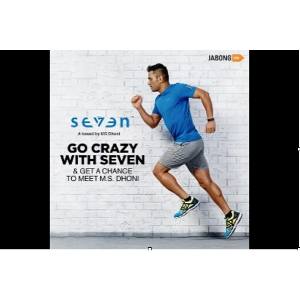 JABONG
SEVEN
A brand by MS Dhoni
GO CRAZY
WITH SEVEN
& GET A CHANCE
TO MEET M.S. DHONI